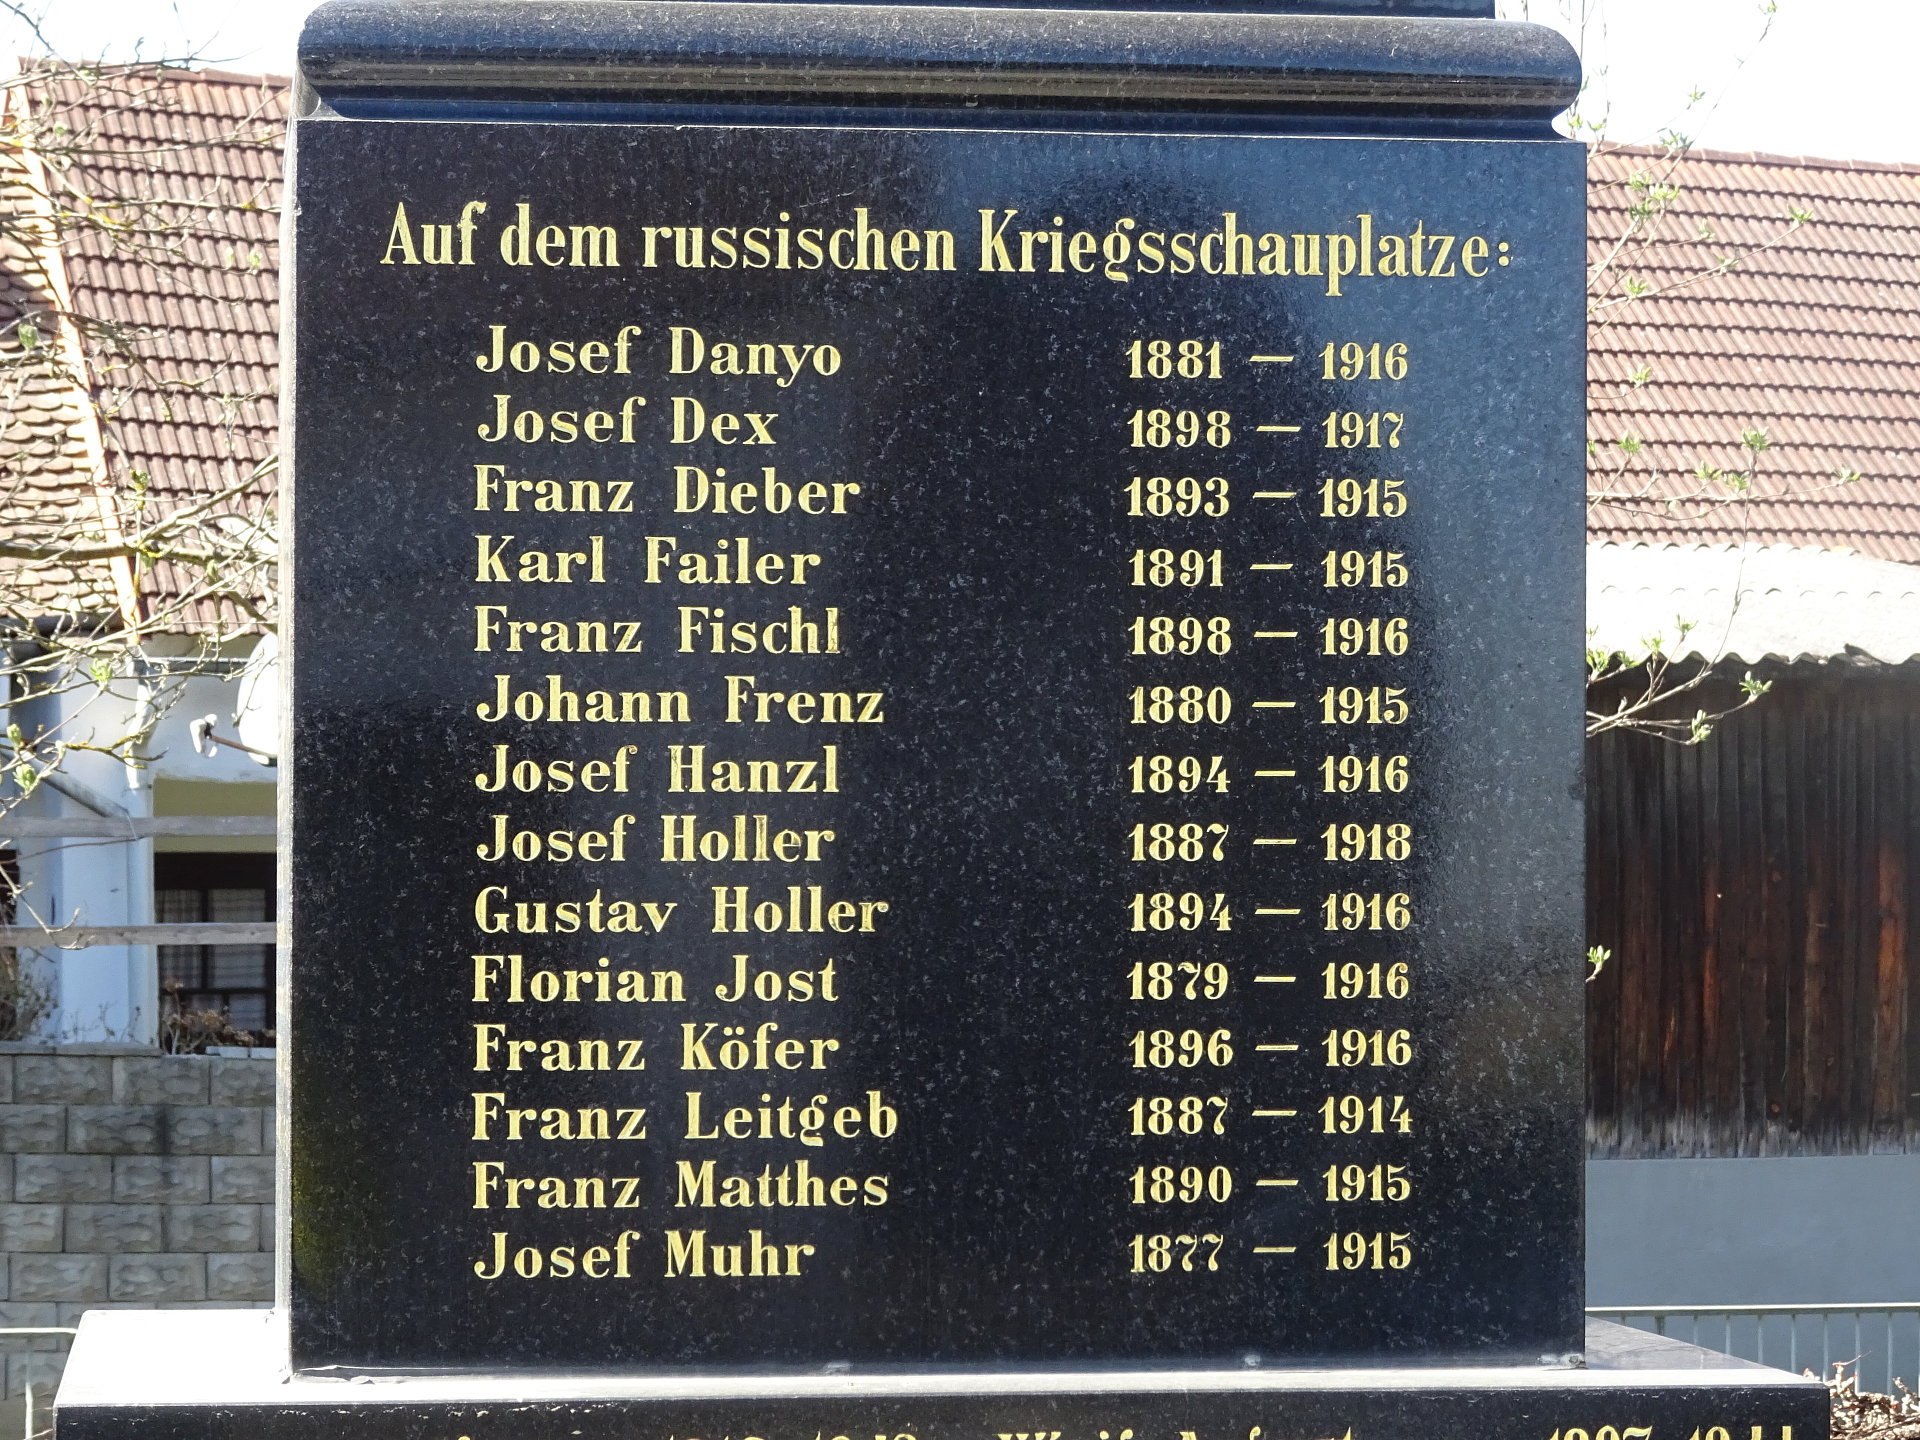 Auf dem russischen Kriegsschauplatze:
Josef Danyo 1881 – 1916
Josef Dex 1898 – 1917
Franz Dieber 1893 – 1915
Karl Failer 1891 – 1915
Franz Fischl 1898 – 1916
Johann Frenz 1880 – 1915
Josef Hanzl 1894 – 1916
Josef Holler 1887 – 1918
Gustav Holler 1894 – 1916
Florian Jost 1879 – 1916
Franz Köfer 1896 – 1916
Franz Leitgeb 1887 – 1914
Franz Matthes 1890 – 1915
Josef Muhr 1877 – 1915